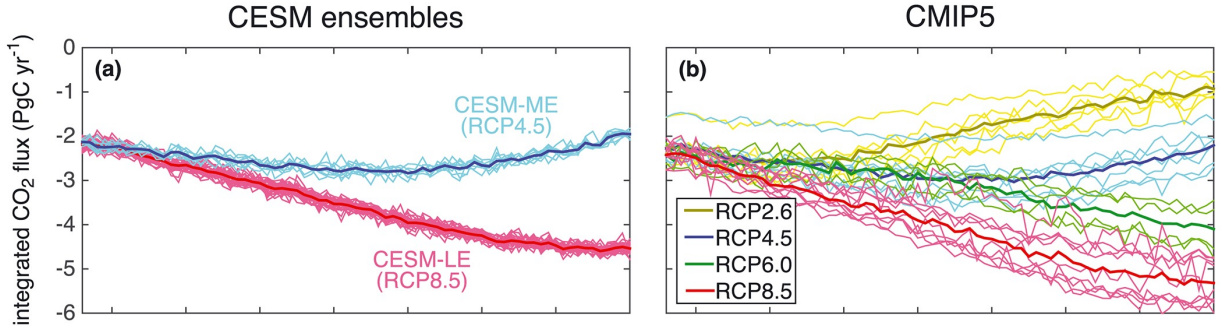 CESM ensembles
CMIP5
integrated CO2 flux (PgC yr-1)
0
-1
-2
-3
-4
-5
-6
(a)
CESM-ME
(RCP4.5)
CESM-LE
(RCP8.5)
(b)
RCP2.6
RCP4.5
RCP6.0
RCP8.5